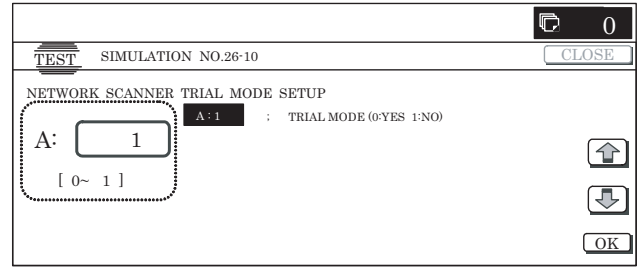 0
TEST SIMULATION NO.26-10 CLOSE
NETWORK SCANNER TRIAL MODE SETUP
A:1 ; TRIAL MODE (0:YES 1:NO)
A: 1
[ 0~ 1 ]
OK